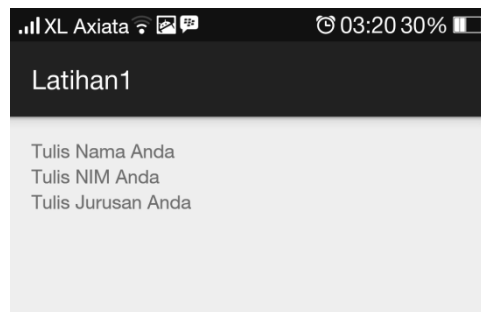 XL Axiata 03:20 30%
Latihan1
Tulis Nama Anda
Tulis NIM Anda
Tulis Jurusan Anda